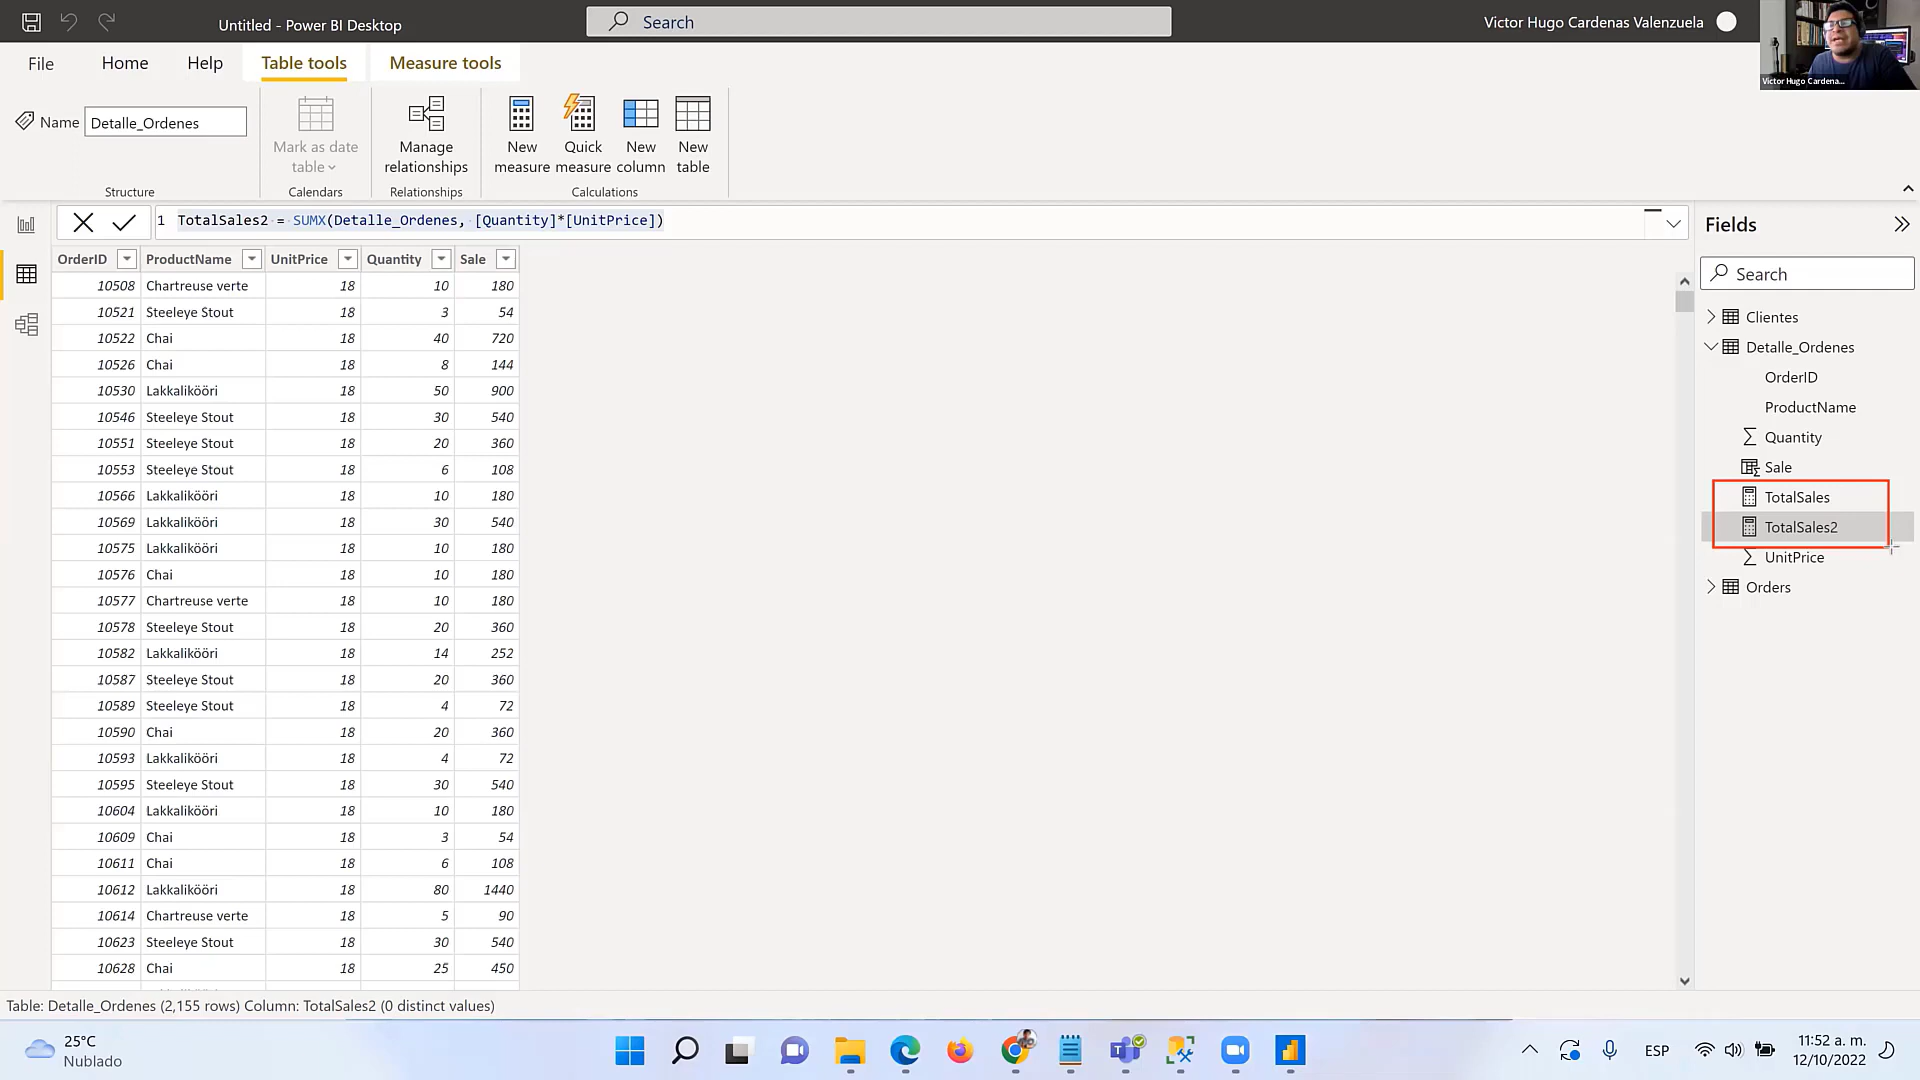 Untitled - Power BI Desktop
Search
Victor Hugo Cardenas Valenzuela
Victor Hugo Cardena...
File
Home
Help
Table tools
Measure tools
Name
Detalle_Ordenes
Mark as date table
Manage relationships
New measure
Quick measure
New column
New table
Structure
Calendars
Relationships
Calculations
1 TotalSales2 = SUMX(Detalle_Ordenes, [Quantity]*[UnitPrice])
OrderID ProductName UnitPrice Quantity Sale
10508 Chartreuse verte 18 10 180
10521 Steeleye Stout 18 3 54
10522 Chai 18 40 720
10526 Chai 18 8 144
10530 Lakkalikööri 18 50 900
10546 Steeleye Stout 18 30 540
10551 Steeleye Stout 18 20 360
10553 Steeleye Stout 18 6 108
10566 Lakkalikööri 18 10 180
10569 Lakkalikööri 18 30 540
10575 Lakkalikööri 18 10 180
10576 Chai 18 10 180
10577 Chartreuse verte 18 10 180
10578 Steeleye Stout 18 20 360
10582 Lakkalikööri 18 14 252
10587 Steeleye Stout 18 20 360
10589 Steeleye Stout 18 4 72
10590 Chai 18 20 360
10593 Lakkalikööri 18 4 72
10595 Steeleye Stout 18 30 540
10604 Lakkalikööri 18 10 180
10609 Chai 18 3 54
10611 Chai 18 6 108
10612 Lakkalikööri 18 80 1440
10614 Chartreuse verte 18 5 90
10623 Steeleye Stout 18 30 540
10628 Chai 18 25 450
Fields
Search
Clientes
Detalle_Ordenes
OrderID
ProductName
Quantity
Sale
TotalSales
TotalSales2
UnitPrice
Orders
Table: Detalle_Ordenes (2,155 rows) Column: TotalSales2 (0 distinct values)
25°C
Nublado
ESP
11:52 a. m.
12/10/2022